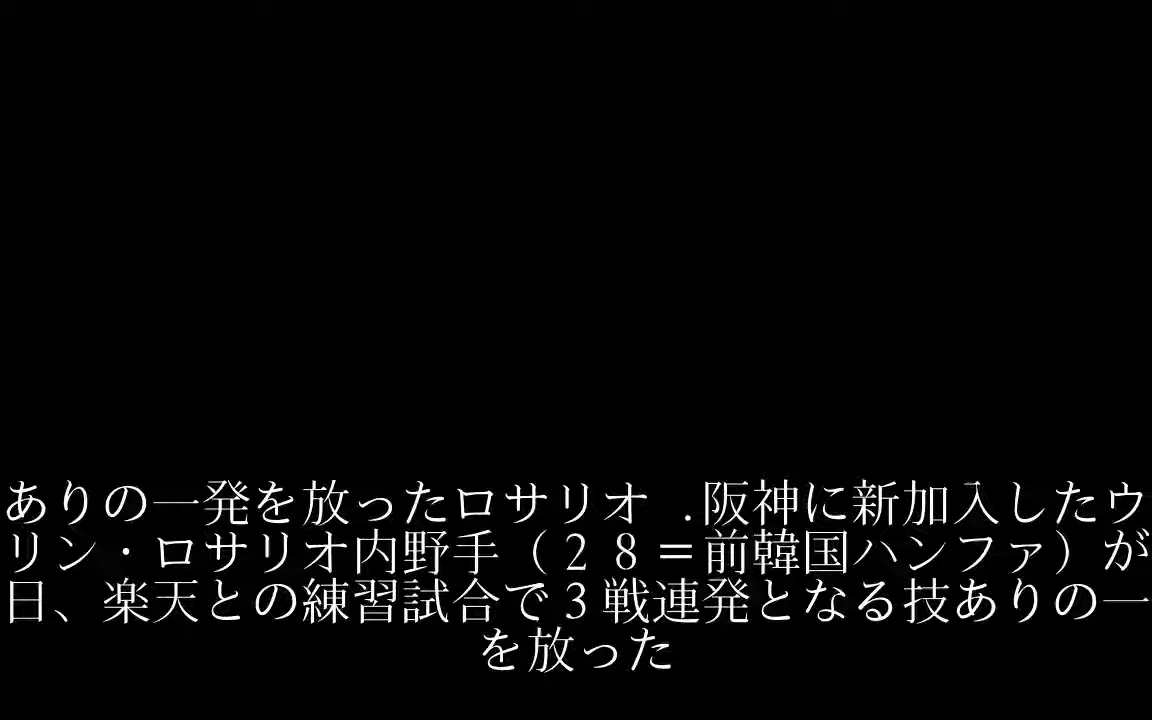 ありの一発を放ったロサリオ .阪神に新加入したウ
リン・ロサリオ内野手（２８＝前韓国ハンファ）が
日、楽天との練習試合で３戦連発となる技ありの一
を放った